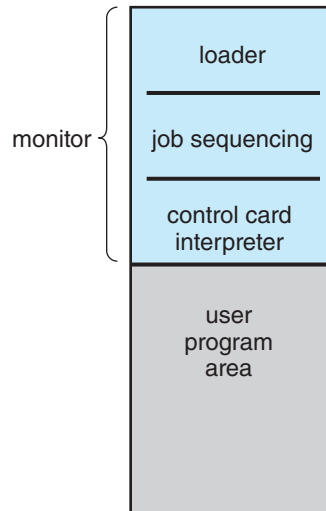 loader
monitor
job sequencing
control card
interpreter
user
program
area